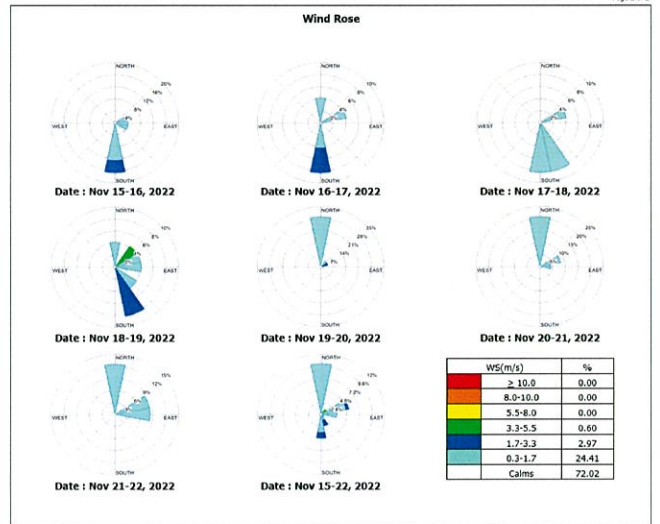 Wind Rose
NORTH
20%
16%
12%
8%
4%
WEST
EAST
SOUTH
Date : Nov 15-16, 2022
NORTH
10%
8%
6%
4%
WEST
EAST
SOUTH
Date : Nov 16-17, 2022
NORTH
10%
8%
6%
4%
WEST
EAST
SOUTH
Date : Nov 17-18, 2022
NORTH
10%
8%
6%
4%
WEST
EAST
SOUTH
Date : Nov 18-19, 2022
NORTH
35%
28%
21%
14%
7%
WEST
EAST
SOUTH
Date : Nov 19-20, 2022
NORTH
25%
20%
15%
10%
WEST
EAST
SOUTH
Date : Nov 20-21, 2022
NORTH
15%
12%
9%
6%
WEST
EAST
SOUTH
Date : Nov 21-22, 2022
NORTH
12%
9.6%
7.2%
4.8%
2.4%
WEST
EAST
SOUTH
Date : Nov 15-22, 2022
WS(m/s) %
≥ 10.0 0.00
8.0-10.0 0.00
5.5-8.0 0.00
3.3-5.5 0.60
1.7-3.3 2.97
0.3-1.7 24.41
Calms 72.02